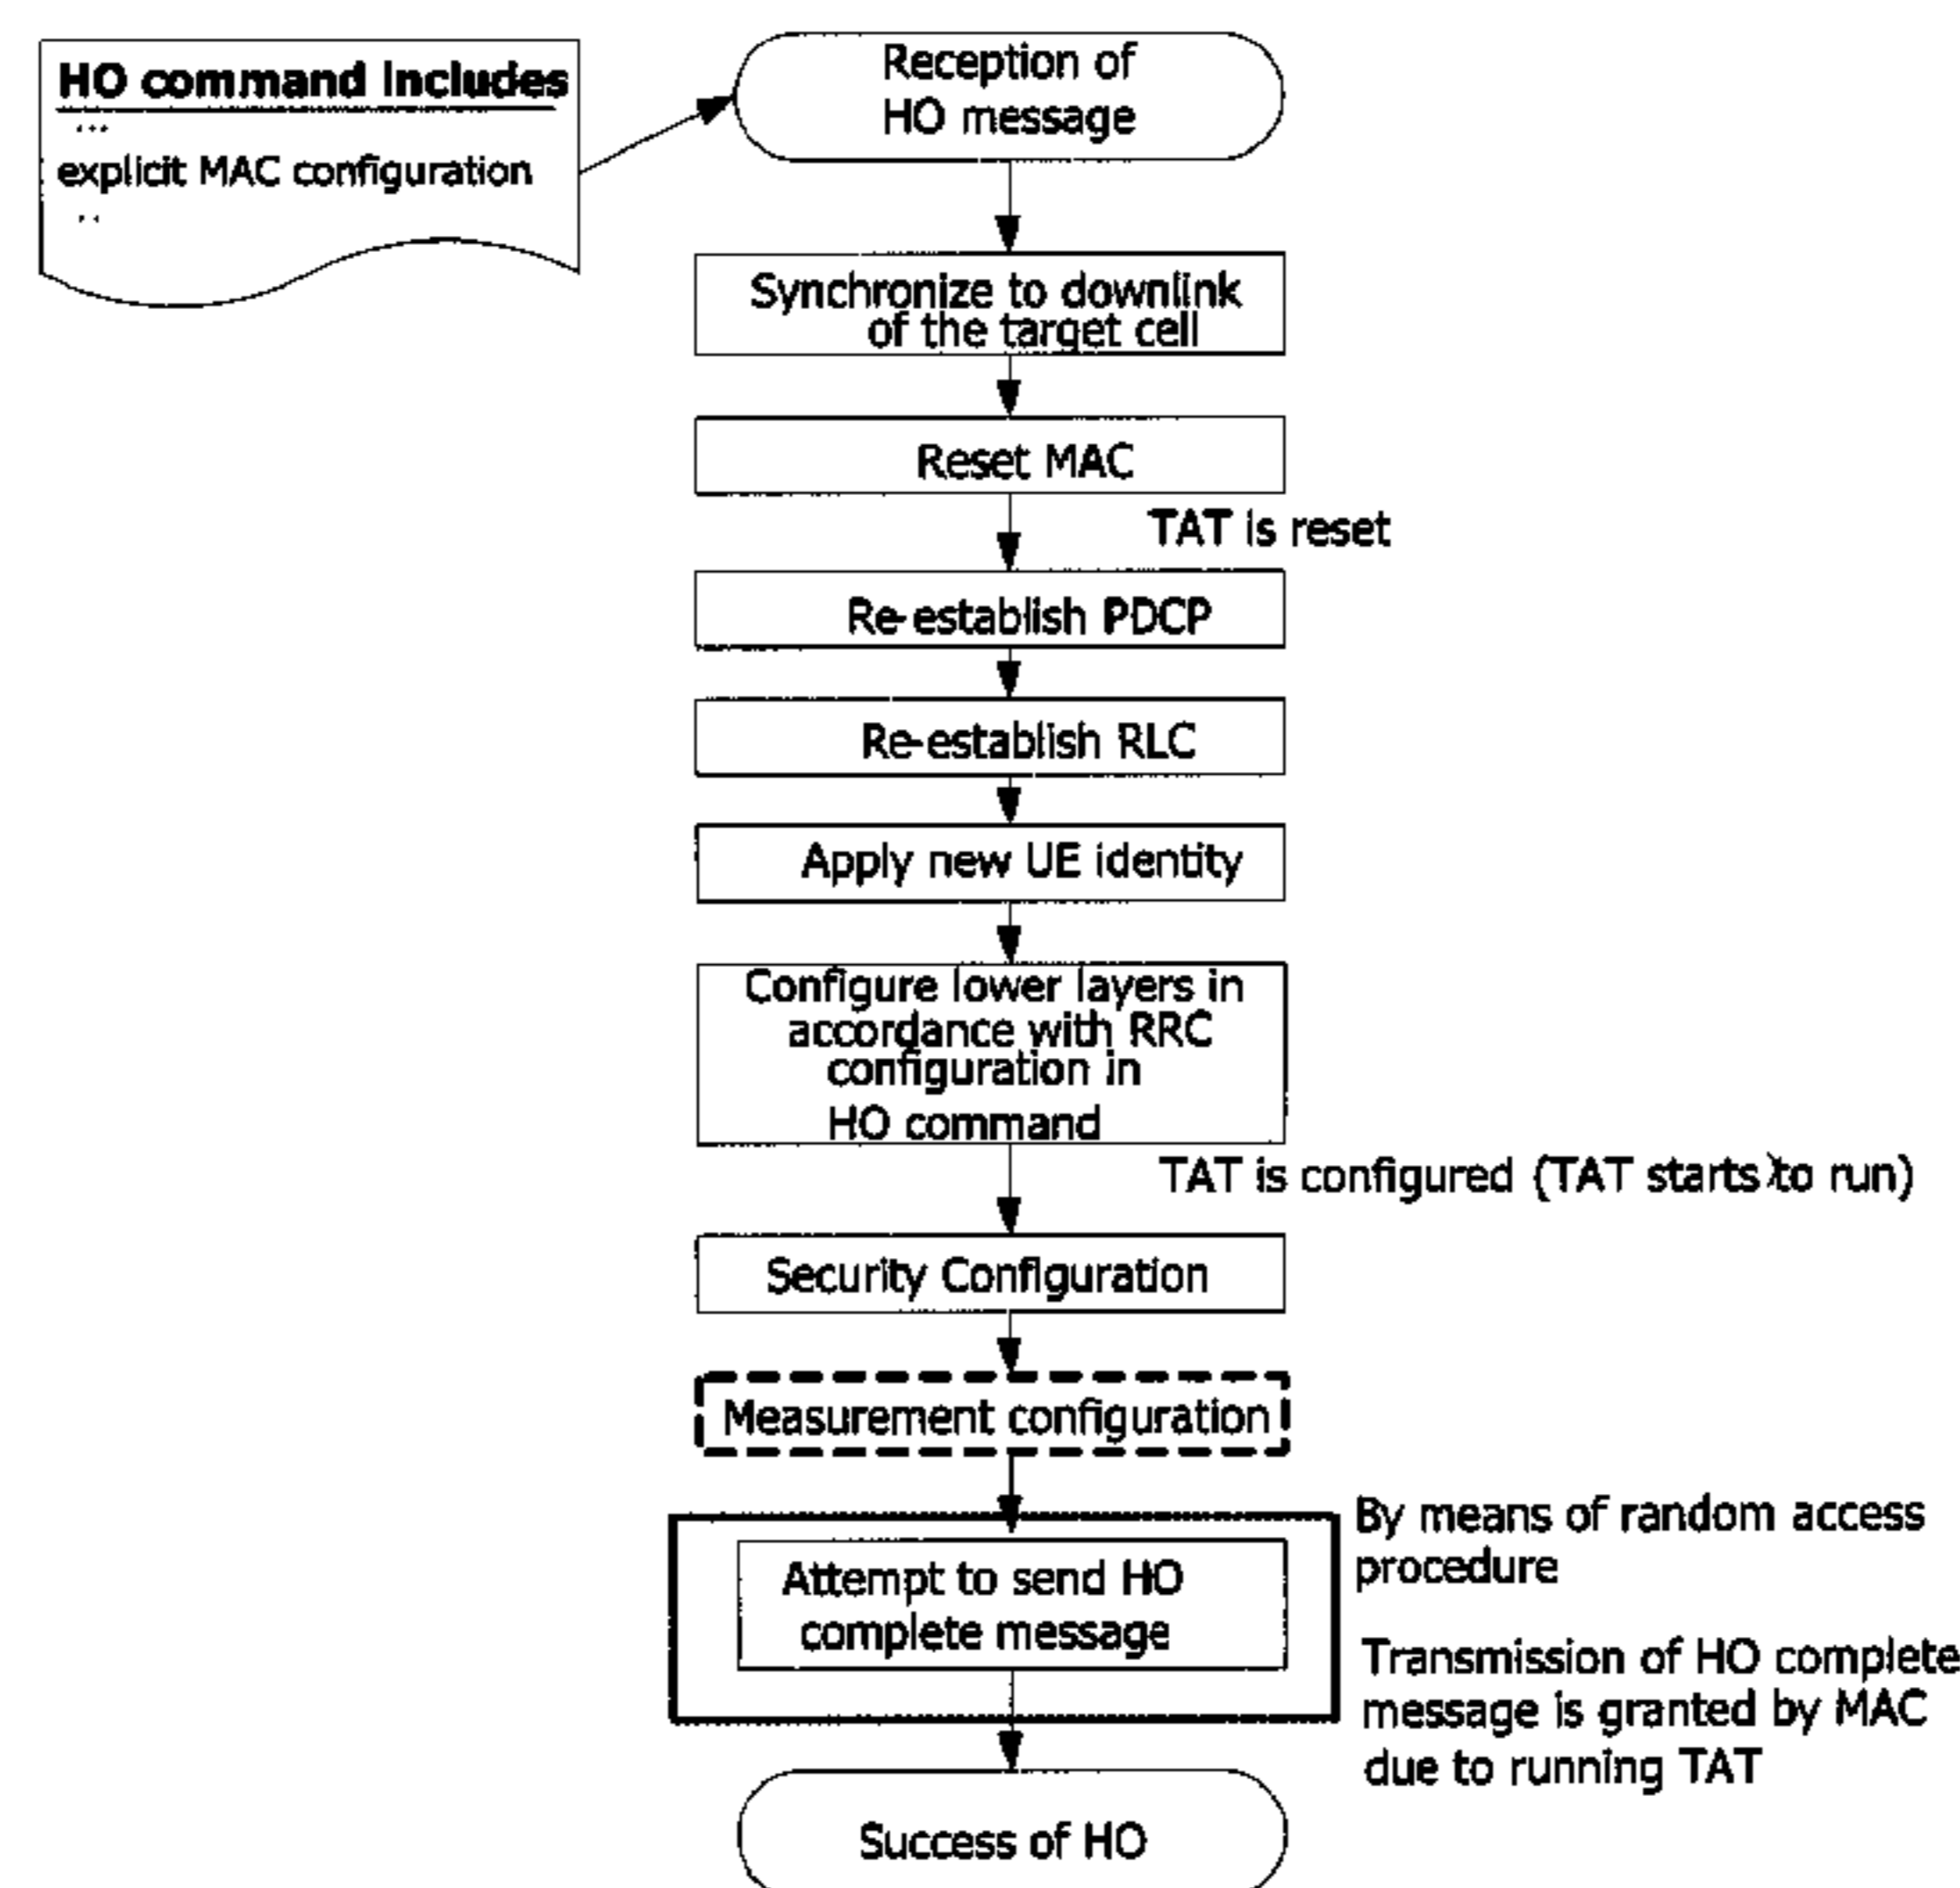 HO command includes
...
explicit MAC configuration
..
Reception of
HO message
Synchronize to downlink
of the target cell
Reset MAC
TAT is reset
Re-establish PDCP
Re-establish RLC
Apply new UE identity
Configure lower layers in
accordance with RRC
configuration in
HO command
TAT is configured (TAT starts to run)
Security Configuration
Measurement configuration
Attempt to send HO
complete message
By means of random access
procedure
Transmission of HO complete
message is granted by MAC
due to running TAT
Success of HO